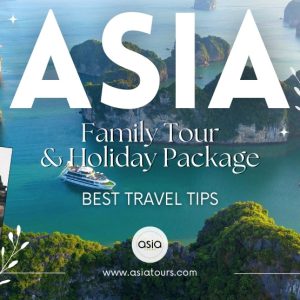 ASIA
Family Tour
& Holiday Package
BEST TRAVEL TIPS
asia
www.asiatours.com